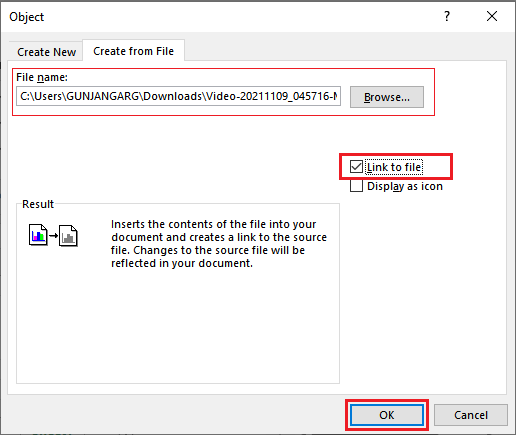 Object
?
Create New
Create from File
File name:
C:\Users\GUNJANGARG\Downloads\Video-20211109_045716-M
Browse...
Link to file
Display as icon
Result
Inserts the contents of the file into your
document and creates a link to the source
file. Changes to the source file will be
reflected in your document.
OK
Cancel